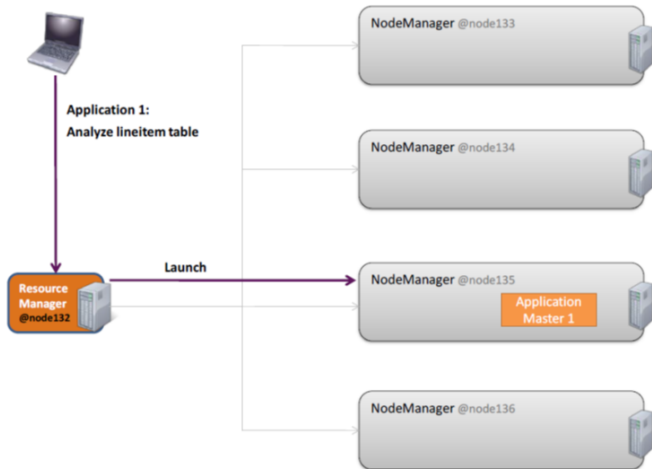 NodeManager @node133
Application 1:
Analyze lineitem table
NodeManager @node134
Launch
Resource
Manager
@node132
NodeManager @node135
Application
Master 1
NodeManager @node136